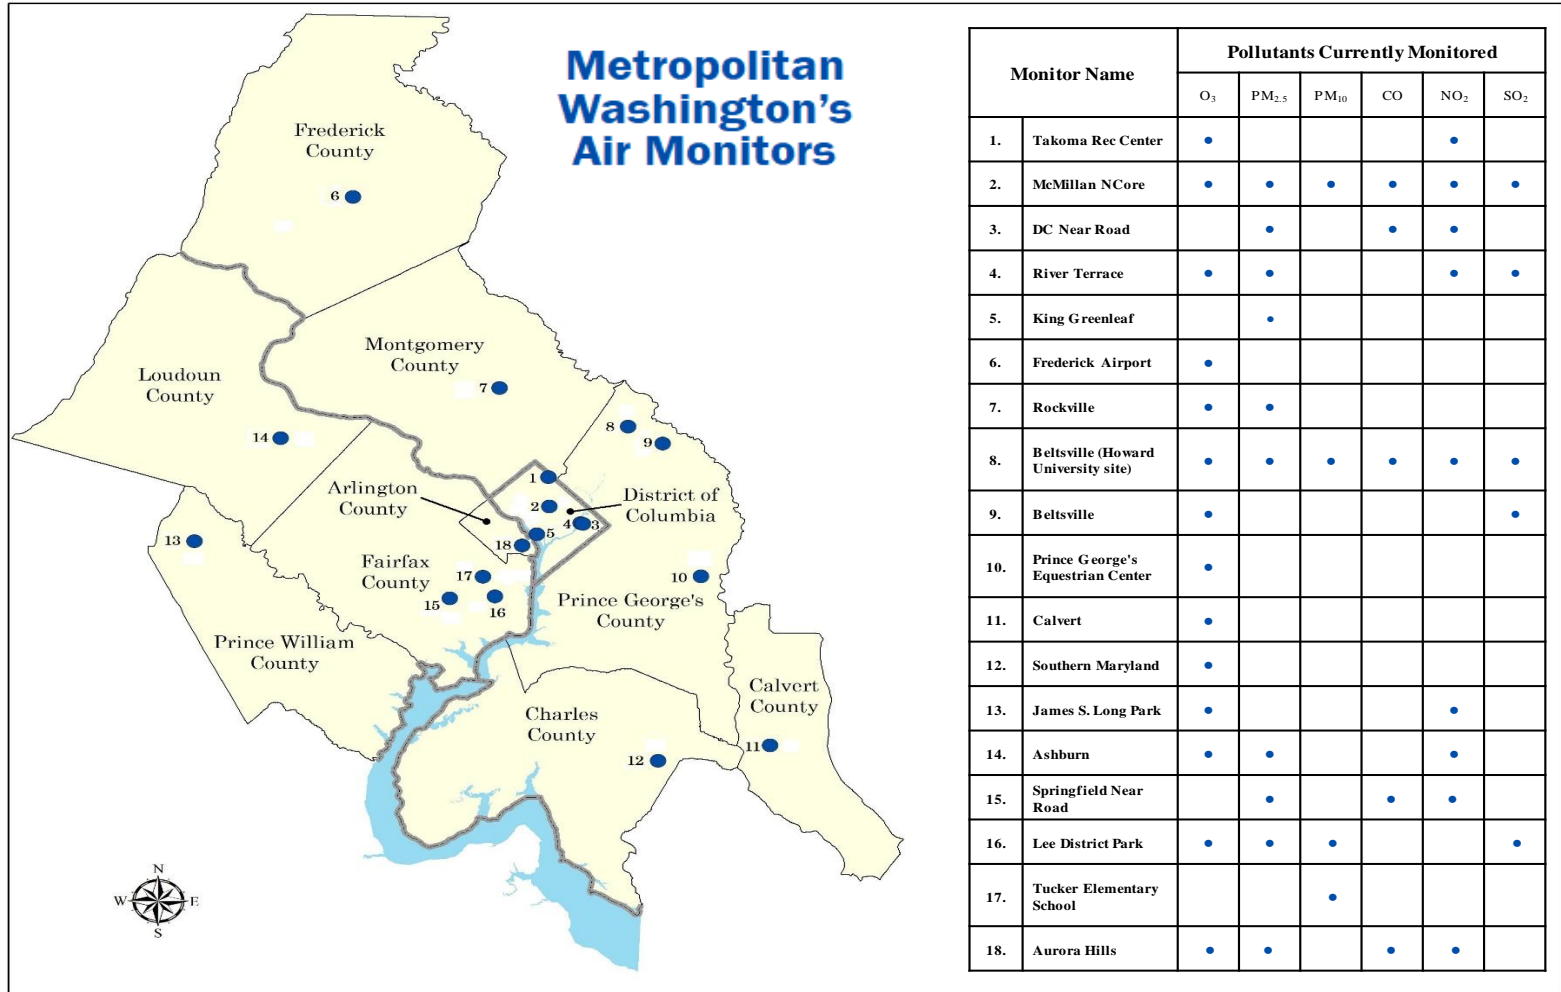 Metropolitan
Washington's
Air Monitors
Frederick
County
6
Montgomery
County
7
Loudoun
County
14
8
9
1
Arlington
County
2
District of
Columbia
4
3
5
18
13
Fairfax
County
17
15
16
10
Prince George's
County
Prince William
County
Calvert
County
11
Charles
County
12
N
W E
S
Monitor Name Pollutants Currently Monitored
O₃ PM₂.₅ PM₁₀ CO NO₂ SO₂
1. Takoma Rec Center • •
2. McMillan NCore • • • • • •
3. DC Near Road • • •
4. River Terrace • • • •
5. King Greenleaf •
6. Frederick Airport •
7. Rockville • •
8. Beltsville (Howard
University site) • • • • • •
9. Beltsville • •
10. Prince George's
Equestrian Center •
11. Calvert •
12. Southern Maryland •
13. James S. Long Park • •
14. Ashburn • • •
15. Springfield Near
Road • • •
16. Lee District Park • • • •
17. Tucker Elementary
School •
18. Aurora Hills • • • •